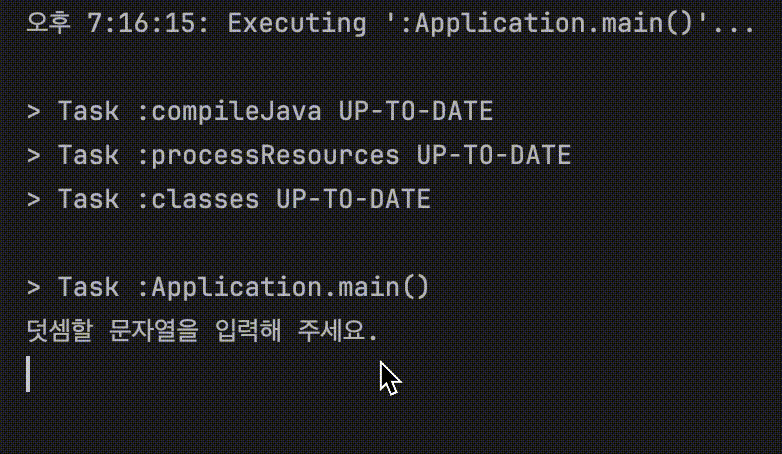 오후 7:16:15: Executing ':Application.main()'...
> Task :compileJava UP-TO-DATE
> Task :processResources UP-TO-DATE
> Task :classes UP-TO-DATE
> Task :Application.main()
덧셈할 문자열을 입력해 주세요.